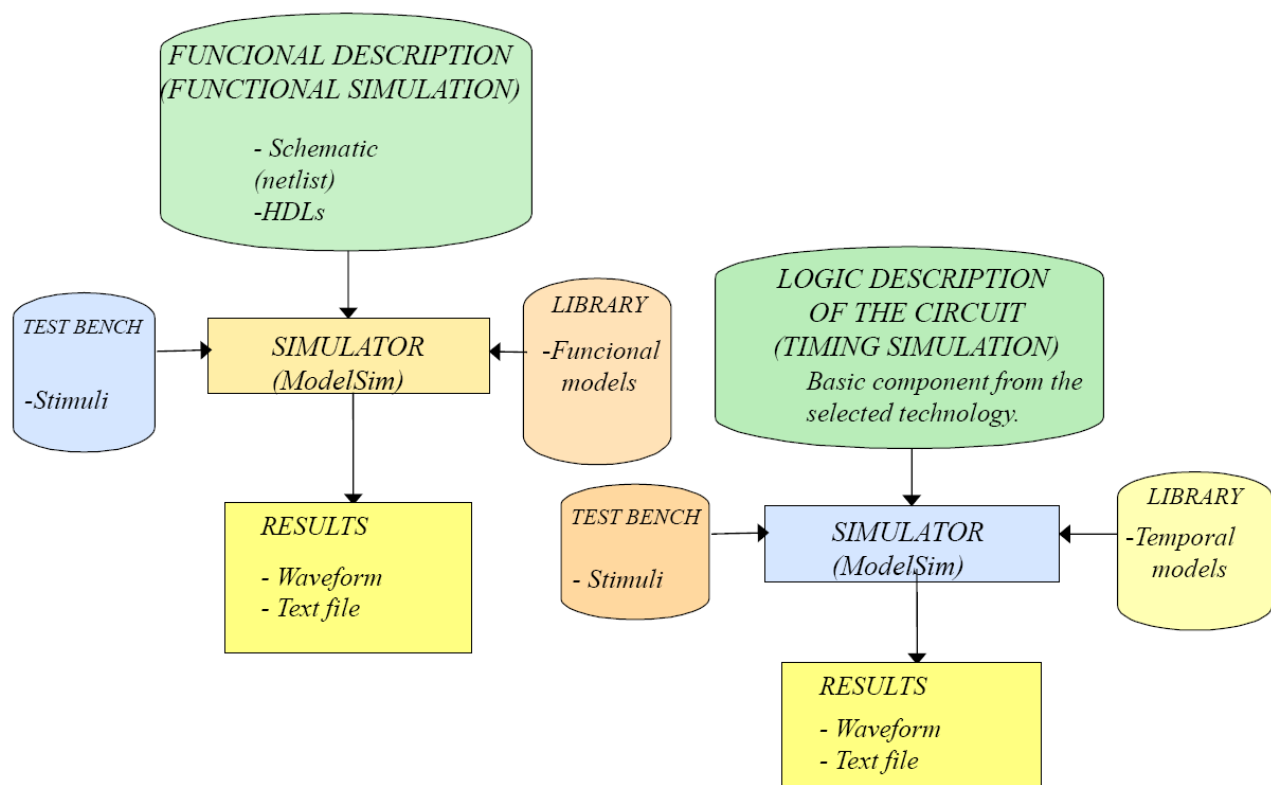 FUNCIONAL DESCRIPTION
(FUNCTIONAL SIMULATION)
- Schematic
(netlist)
-HDLs
TEST BENCH
-Stimuli
SIMULATOR
(ModelSim)
LIBRARY
-Funcional
models
RESULTS
- Waveform
- Text file
LOGIC DESCRIPTION
OF THE CIRCUIT
(TIMING SIMULATION)
Basic component from the
selected technology.
TEST BENCH
- Stimuli
SIMULATOR
(ModelSim)
LIBRARY
-Temporal
models
RESULTS
- Waveform
- Text file